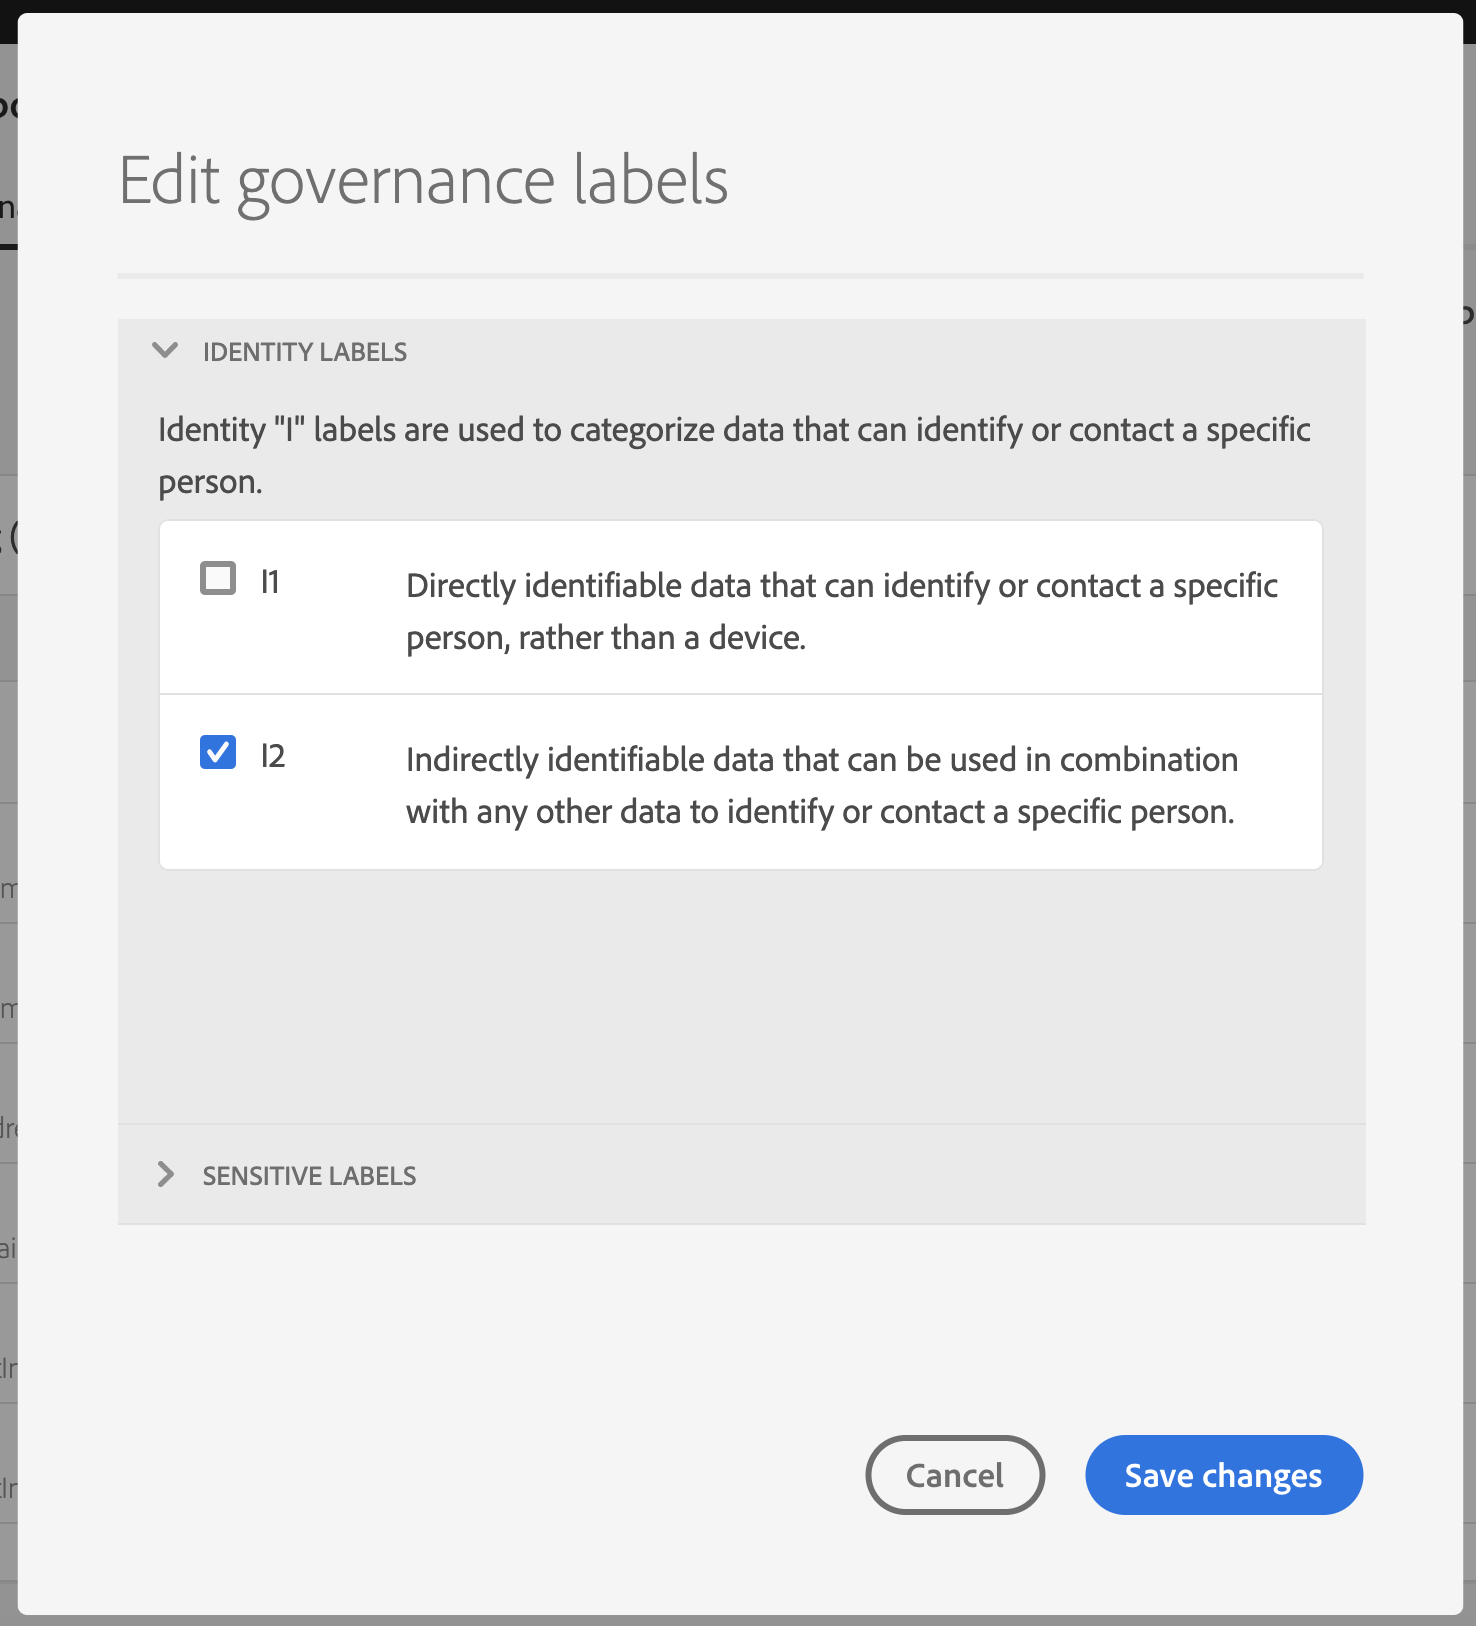 Edit governance labels
IDENTITY LABELS
Identity "I" labels are used to categorize data that can identify or contact a specific
person.
I1
Directly identifiable data that can identify or contact a specific
person, rather than a device.
I2
Indirectly identifiable data that can be used in combination
with any other data to identify or contact a specific person.
SENSITIVE LABELS
Cancel
Save changes